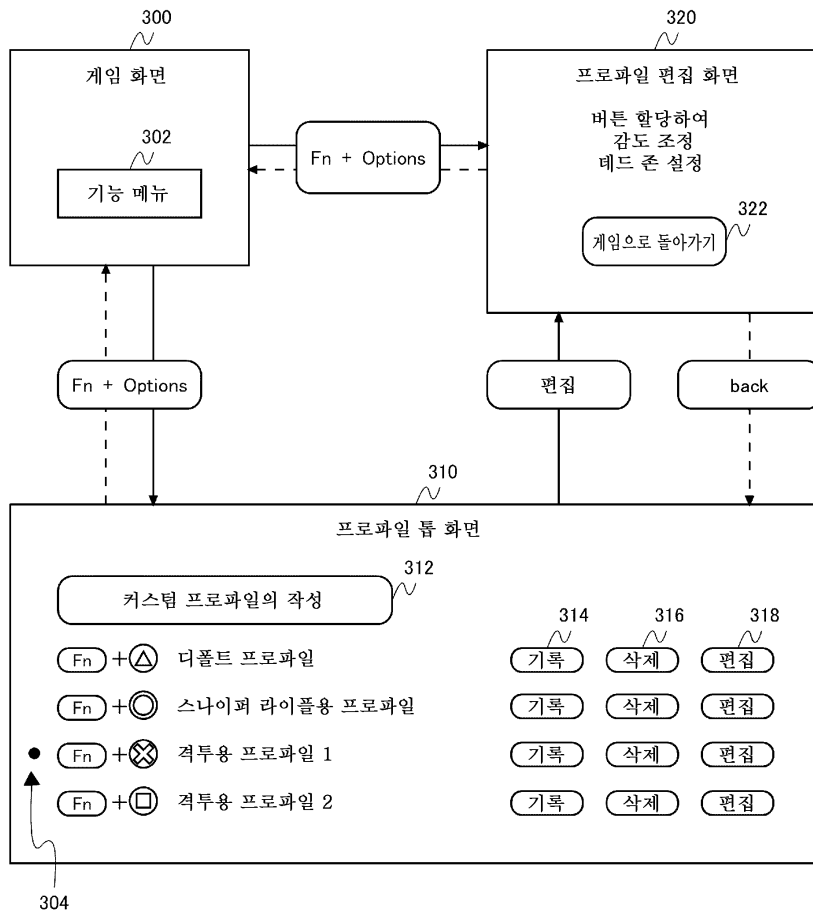 300
게임 화면
302
기능 메뉴
Fn + Options
320
프로파일 편집 화면
버튼 할당하여
감도 조정
데드 존 설정
322
게임으로 돌아가기
Fn + Options
편집
back
310
프로파일 톱 화면
312
커스텀 프로파일의 작성
314 316 318
Fn + 디폴트 프로파일 기록 삭제 편집
Fn + 스나이퍼 라이플용 프로파일 기록 삭제 편집
Fn + 격투용 프로파일 1 기록 삭제 편집
Fn + 격투용 프로파일 2 기록 삭제 편집
304